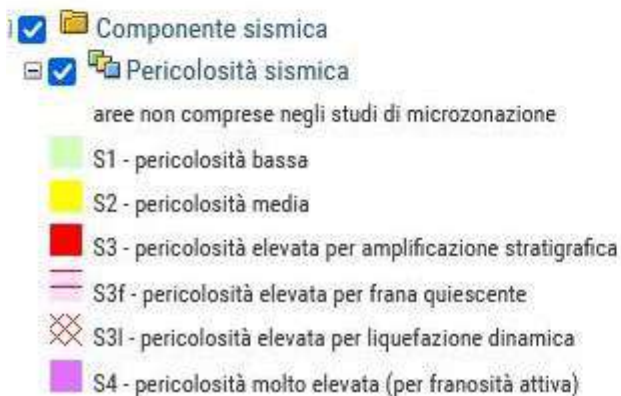 Componente sismica
Pericolosità sismica
aree non comprese negli studi di microzonazione
S1 - pericolosità bassa
S2 - pericolosità media
S3 - pericolosità elevata per amplificazione stratigrafica
S3f - pericolosità elevata per frana quiescente
S3l - pericolosità elevata per liquefazione dinamica
S4 - pericolosità molto elevata (per franosità attiva)